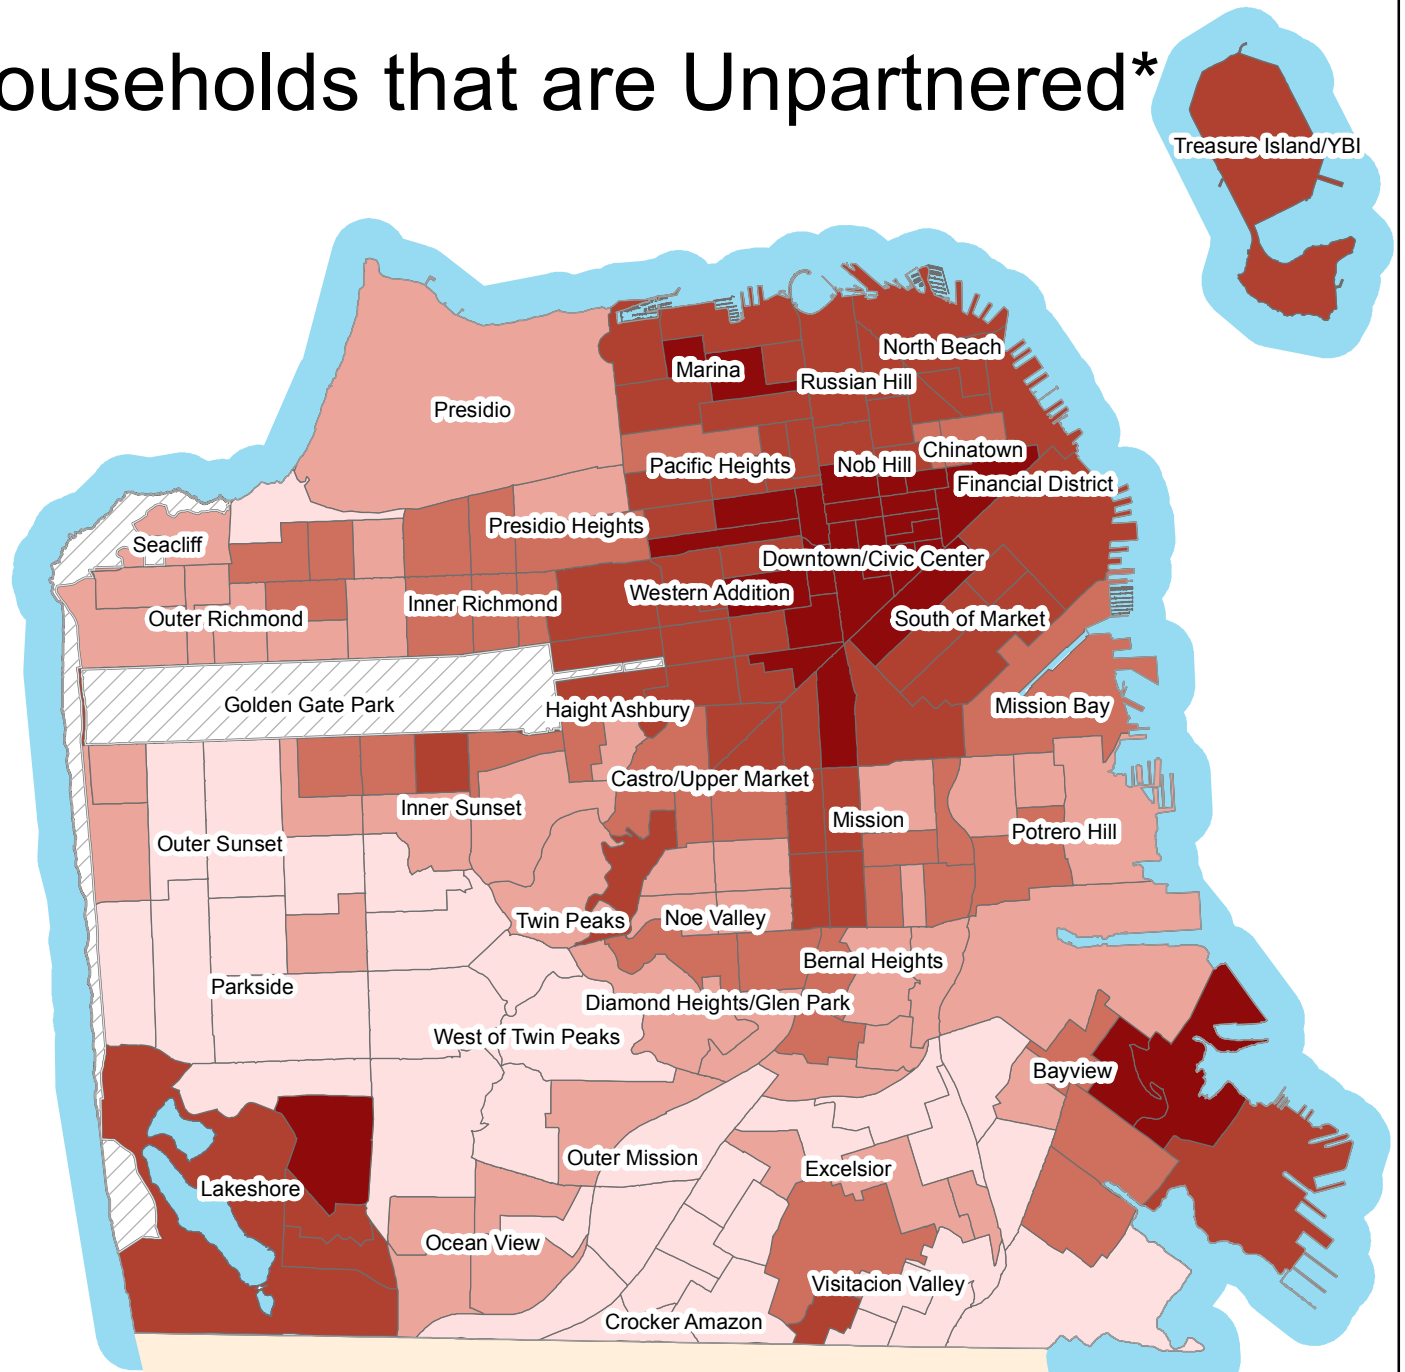 ouseholds that are Unpartnered*
Treasure Island/YBI
North Beach
Marina
Russian Hill
Presidio
Chinatown
Pacific Heights
Nob Hill
Financial District
Presidio Heights
Seacliff
Downtown/Civic Center
Western Addition
Inner Richmond
Outer Richmond
South of Market
Golden Gate Park
Haight Ashbury
Mission Bay
Castro/Upper Market
Inner Sunset
Mission
Potrero Hill
Outer Sunset
Twin Peaks
Noe Valley
Bernal Heights
Parkside
Diamond Heights/Glen Park
West of Twin Peaks
Bayview
Outer Mission
Excelsior
Lakeshore
Ocean View
Visitacion Valley
Crocker Amazon